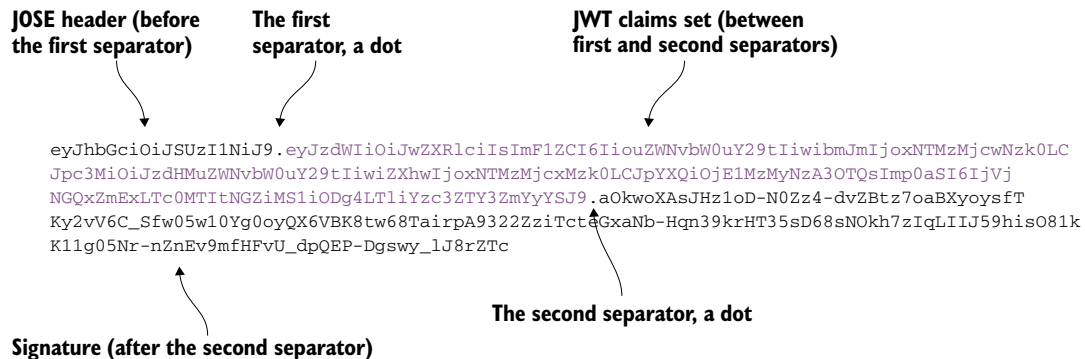 JOSE header (before
the first separator)
The first
separator, a dot
JWT claims set (between
first and second separators)
eyJhbGciOiJSUzI1NiJ9.eyJzdWIiOiJwZXRlciIsImF1ZCI6IiouZWNvbW0uY29tIiwibmJmIjoxNTMzMjcwNzk0LC
Jpc3MiOiJzdHMuZWNvbW0uY29tIiwiZXhwIjoxNTMzMjcxMzk0LCJpYXQiOjE1MzMyNzA3OTQsImp0aSI6IjVj
NGQxZmExLTc0MTItNGZiMS1iODg4LTliYzc3ZTY3ZmYyYSJ9.aOkwoXAsJHz1oD-N0Zz4-dvZBtz7oaBXyoysfT
Ky2vV6C_Sfw05w10Yg0oyQX6VBK8tw68TairpA9322ZziTcteGxaNb-Hqn39krHT35sD68sNOkh7zIqLIIJ59hisO81k
K11g05Nr-nZnEv9mfHFvU_dpQEP-Dgswy_lJ8rZTc
The second separator, a dot
Signature (after the second separator)